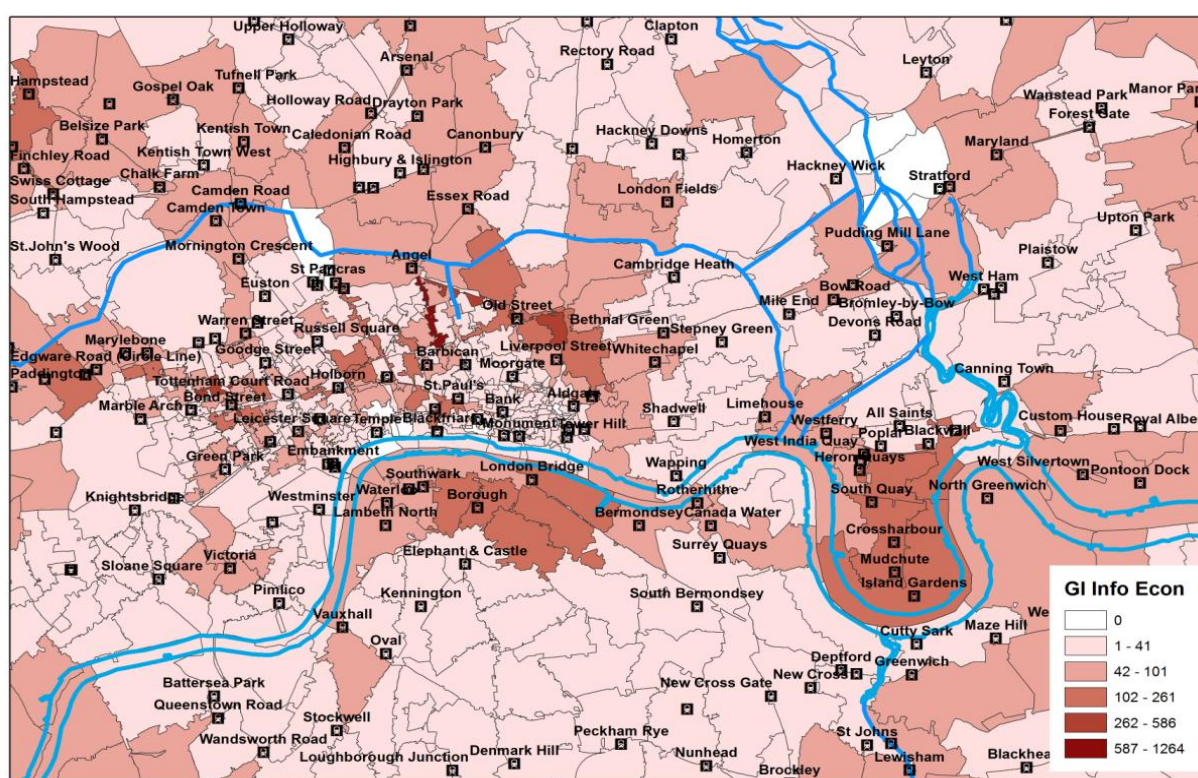 Upper Holloway
Clapton
Rectory Road
Arsenal
Leyton
Hampstead
Gospel Oak
Tufnell Park
Wanstead Park
Manor Par
Holloway Road
Drayton Park
Forest Gate
Belsize Park
Kentish Town
Caledonian Road
Canonbury
Hackney Downs
Homerton
Maryland
Finchley Road
Kentish Town West
Highbury & Islington
Hackney Wick
Swiss Cottage
Chalk Farm
Stratford
South Hampstead
Camden Road
Essex Road
London Fields
Camden Town
Upton Park
St.John's Wood
Mornington Crescent
Angel
Pudding Mill Lane
Plaistow
St Pancras
Cambridge Heath
Euston
West Ham
Old Street
Mile End
Bow Road
Bromley-by-Bow
Warren Street
Russell Square
Bethnal Green
Stepney Green
Devons Road
Marylebone
Goodge Street
Barbican
Liverpool Street
Whitechapel
Edgware Road (Circle Line)
Moorgate
Paddington
Tottenham Court Road
Holborn
St.Paul's
Canning Town
Bond Street
Bank
Aldgate
Marble Arch
Leicester Square
Temple
Blackfriars
Monument
Tower Hill
Shadwell
Limehouse
Westferry
All Saints
Custom House
Royal Albe
Poplar
Blackwall
West India Quay
Green Park
Embankment
London Bridge
Wapping
Heron Quays
West Silvertown
Pontoon Dock
Southwark
Knightsbridge
Westminster
Waterloo
Borough
Rotherhithe
South Quay
North Greenwich
Lambeth North
Bermondsey
Canada Water
Crossharbour
Elephant & Castle
Surrey Quays
Mudchute
Victoria
Sloane Square
Island Gardens
Pimlico
Kennington
South Bermondsey
Vauxhall
We
Oval
Cutty Sark
Maze Hill
Deptford
Greenwich
Battersea Park
New Cross Gate
New Cross
Queenstown Road
Stockwell
Wandsworth Road
Peckham Rye
St Johns
Loughborough Junction
Denmark Hill
Nunhead
Brockley
Lewisham
Blackhea
GI Info Econ
0
1 - 41
42 - 101
102 - 261
262 - 586
587 - 1264